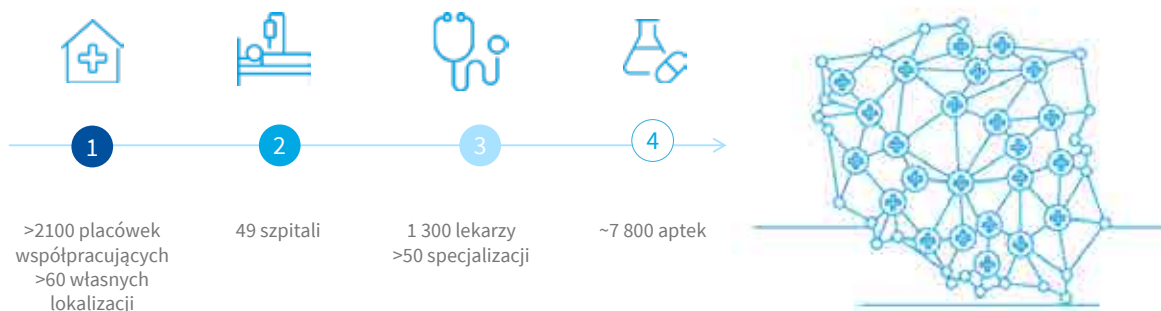 1
2
3
4
>2100 placówek
współpracujących
>60 własnych
lokalizacji
49 szpitali
1 300 lekarzy
>50 specjalizacji
~7 800 aptek